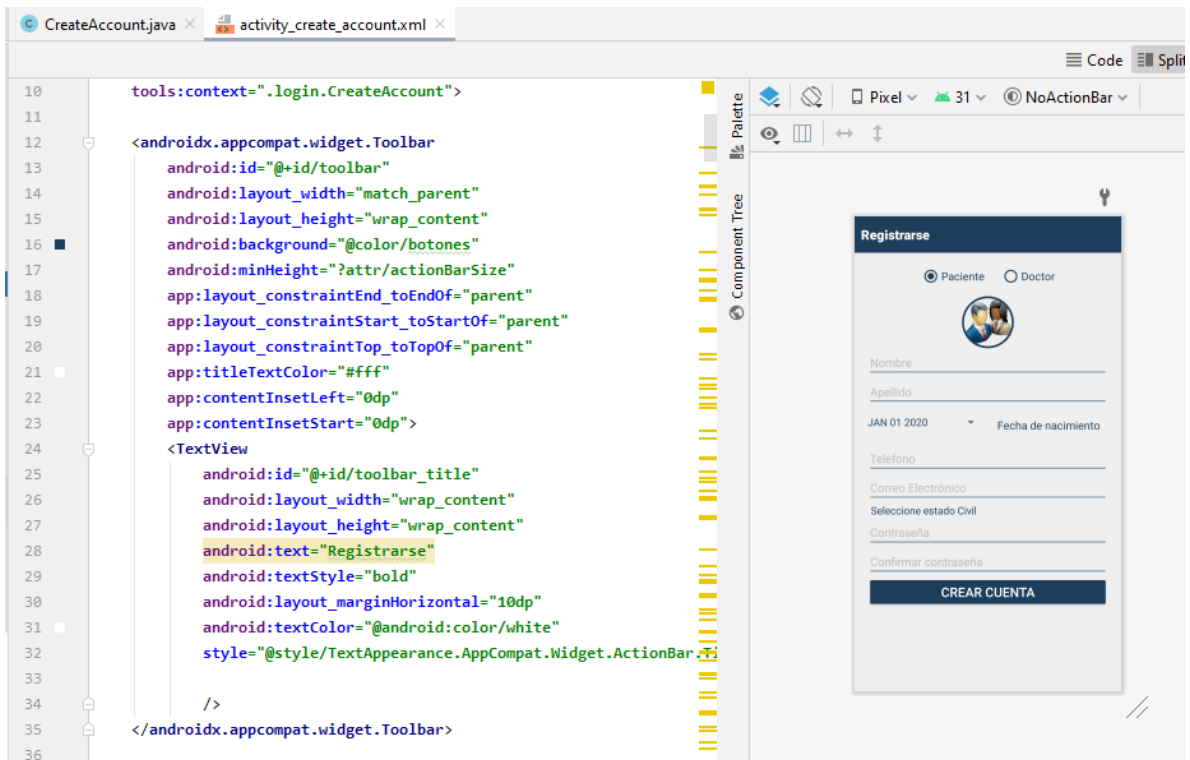 CreateAccount.java
activity_create_account.xml
Code
Split
10 tools:context=".login.CreateAccount">
11
12 <androidx.appcompat.widget.Toolbar
13 android:id="@+id/toolbar"
14 android:layout_width="match_parent"
15 android:layout_height="wrap_content"
16 android:background="@color/botones"
17 android:minHeight="?attr/actionBarSize"
18 app:layout_constraintEnd_toEndOf="parent"
19 app:layout_constraintStart_toStartOf="parent"
20 app:layout_constraintTop_toTopOf="parent"
21 app:titleTextColor="#fff"
22 app:contentInsetLeft="0dp"
23 app:contentInsetStart="0dp">
24 <TextView
25 android:id="@+id/toolbar_title"
26 android:layout_width="wrap_content"
27 android:layout_height="wrap_content"
28 android:text="Registrarse"
29 android:textStyle="bold"
30 android:layout_marginHorizontal="10dp"
31 android:textColor="@android:color/white"
32 style="@style/TextAppearance.AppCompat.Widget.ActionBar.Ti
33
34 />
35 </androidx.appcompat.widget.Toolbar>
36
Palette
Component Tree
Pixel
31
NoActionBar
Registrarse
Paciente
Doctor
Nombre
Apellido
JAN 01 2020
Fecha de nacimiento
Teléfono
Correo Electrónico
Seleccione estado Civil
Contraseña
Confirmar contraseña
CREAR CUENTA